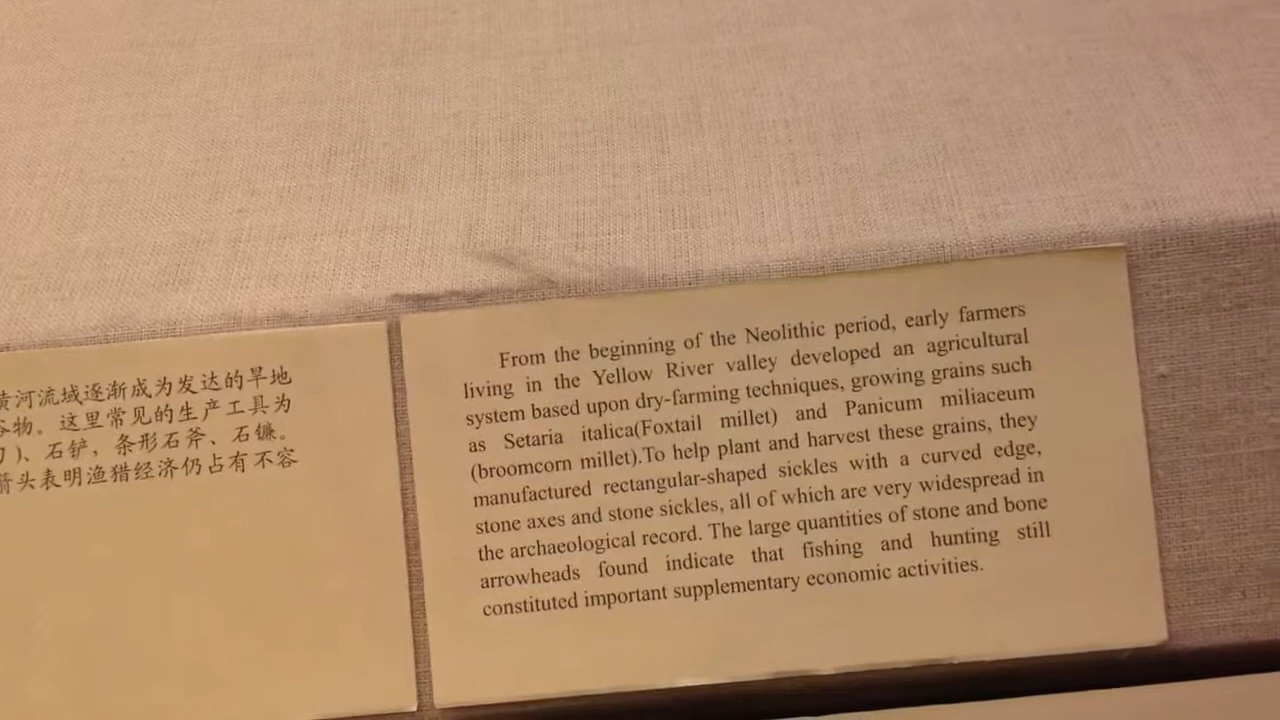 黄河流域逐渐成为发达的旱地
谷物。这里常见的生产工具为
)、石铲，条形石斧、石镰。
箭头表明渔猎经济仍占有不容
From the beginning of the Neolithic period, early farmers
living in the Yellow River valley developed an agricultural
system based upon dry-farming techniques, growing grains such
as Setaria italica(Foxtail millet) and Panicum miliaceum
(broomcorn millet).To help plant and harvest these grains, they
manufactured rectangular-shaped sickles with a curved edge,
stone axes and stone sickles, all of which are very widespread in
the archaeological record. The large quantities of stone and bone
arrowheads found indicate that fishing and hunting still
constituted important supplementary economic activities.